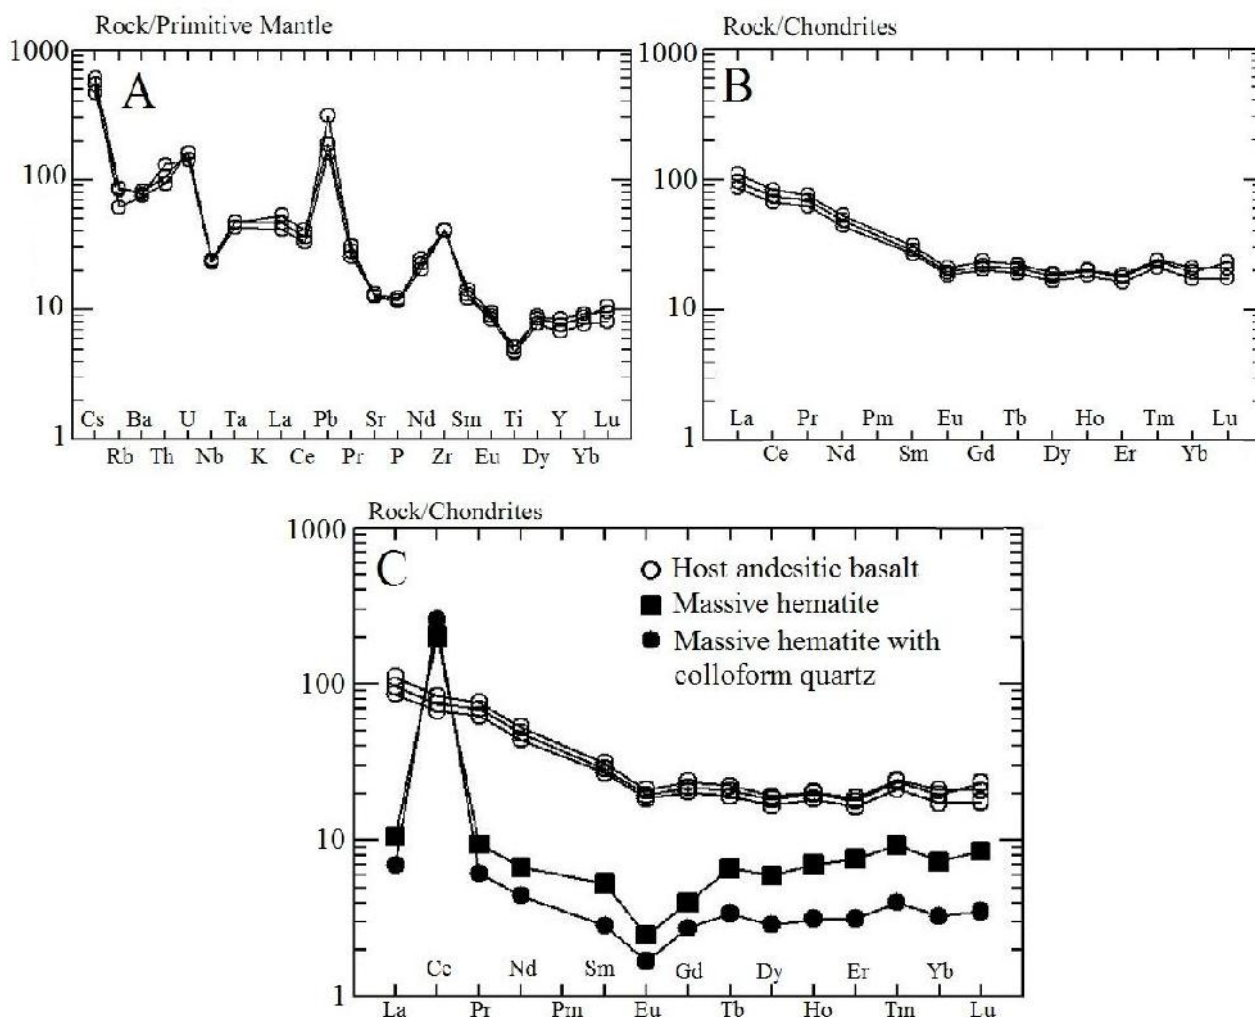 Rock/Primitive Mantle
1000
100
10
1
A
Cs Ba U Ta La Pb Sr Nd Sm Ti Y Lu
Rb Th Nb K Ce Pr P Zr Eu Dy Yb
Rock/Chondrites
1000
100
10
1
B
La Pr Pm Eu Tb Ho Tm Lu
Ce Nd Sm Gd Dy Er Yb
Rock/Chondrites
1000
100
10
1
C
Host andesitic basalt
Massive hematite
Massive hematite with
colloform quartz
Ce Nd Sm Gd Dy Er Yb
La Pr Pm Eu Tb Ho Tm Lu